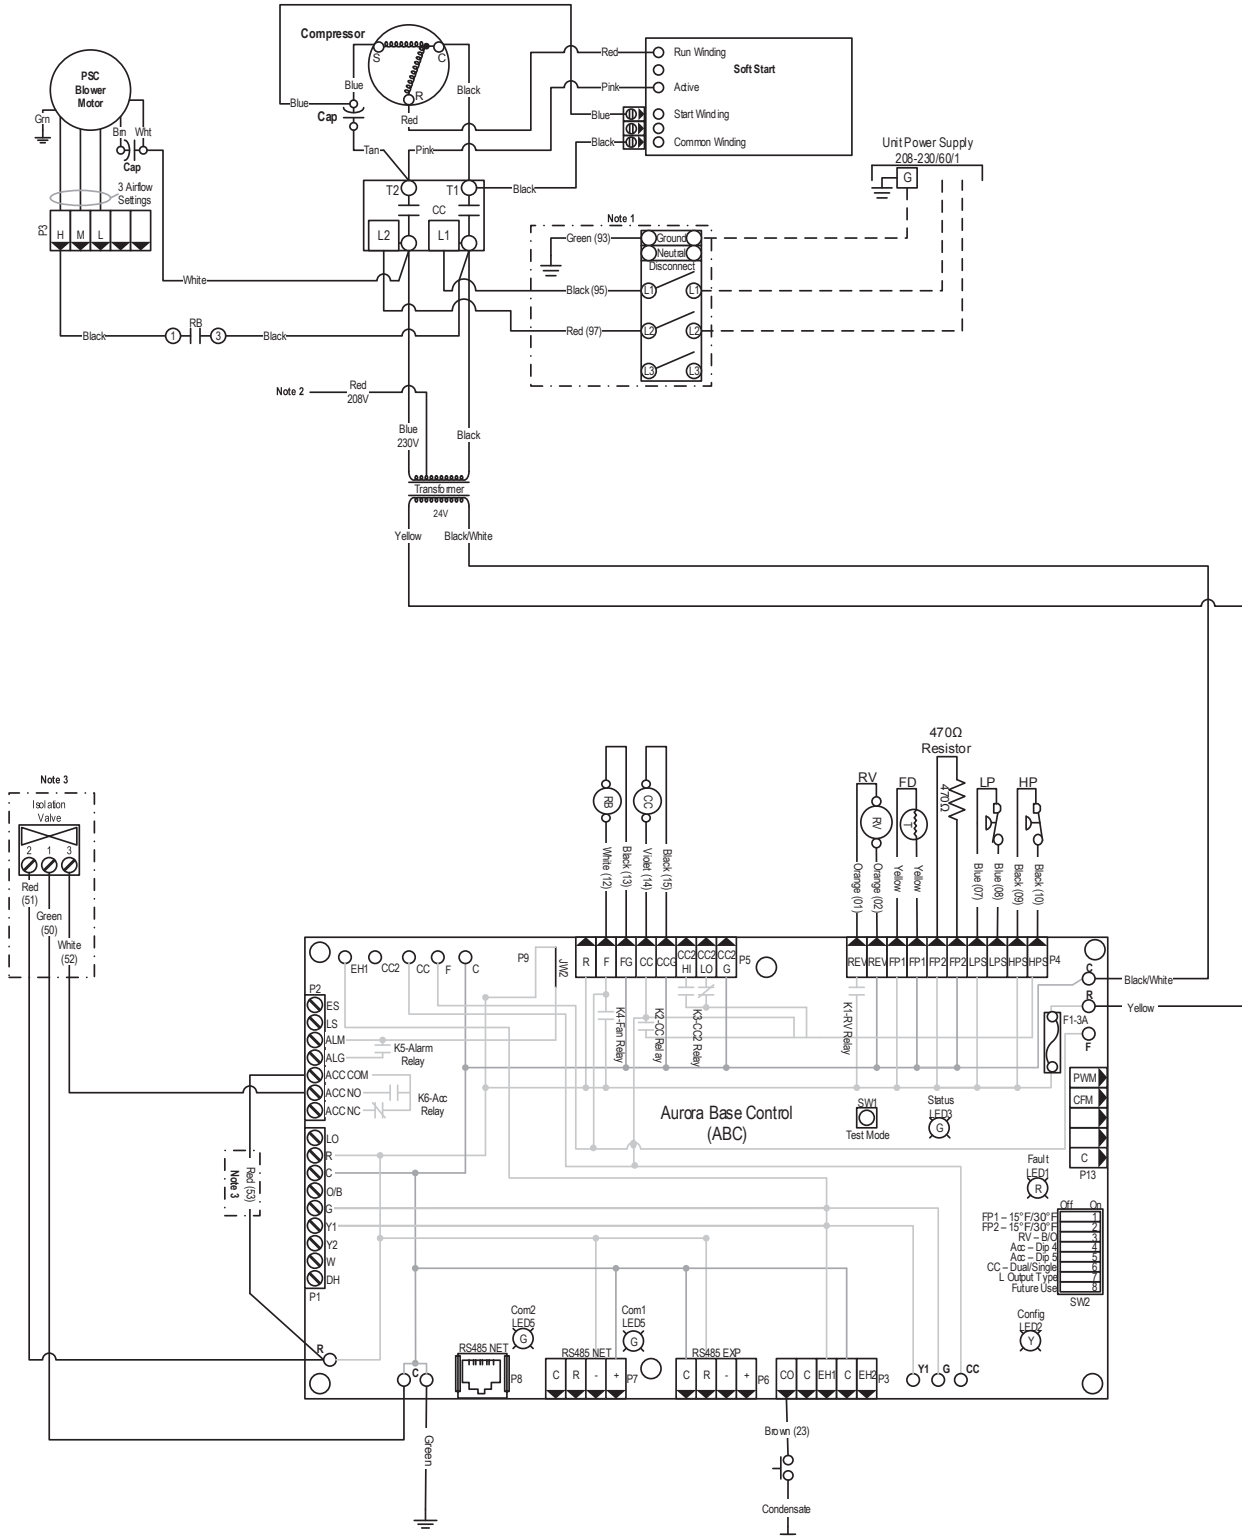 Compressor
S
C
R
Blue
Cap
Blue
Red
Black
Tan
Pink
PSC
Blower
Motor
Grn
Brn
Wht
Cap
3 Airflow
Settings
P3
H
M
L
White
Black
1
RB
3
Black
T2
T1
CC
L2
L1
Black
Red
Pink
Blue
Black
Run Winding
Soft Start
Active
Start Winding
Common Winding
Unit Power Supply
208-230/60/1
G
Note 1
Green (93)
Ground
Neutral
Disconnect
Black (95)
L1
L1
Red (97)
L2
L2
L3
L3
Note 2
Red
208V
Blue
230V
Black
Transformer
24V
Yellow
Black/White
Note 3
Isolation
Valve
2
1
3
Red
(51)
Green
(50)
White
(52)
RB
White (12)
Black (13)
CC
Violet (14)
Black (15)
RV
RV
Orange (01)
Orange (02)
FD
T
Yellow
Yellow
470Ω
Resistor
470Ω
LP
Blue (07)
Blue (08)
HP
Black (09)
Black (10)
EH1
CC2
CC
F
C
P9
JW2
R
F
FG
CC
CCG
CC2
HI
CC2
LO
CC2
G
P5
REV
REV
FP1
FP1
FP2
FP2
LPS
LPS
HPS
HPS
P4
C
Black/White
R
Yellow
F1-3A
F
P2
ES
LS
ALM
ALG
ACC COM
ACC NO
ACC NC
K5-Alarm
Relay
K6-Acc
Relay
K4-Fan Relay
K2-CC Relay
K3-CC2 Relay
K1-RV Relay
Aurora Base Control
(ABC)
SW1
Test Mode
Status
LED3
G
PWM
CFM
C
P13
Fault
LED1
R
LO
R
C
O/B
G
Y1
Y2
W
DH
P1
Red (53)
Note 3
Off
On
FP1 – 15°F/30°F
1
FP2 – 15°F/30°F
2
RV – B/O
3
Acc – Dip 4
4
Acc – Dip 5
5
CC – Dual/Single
6
L Output Type
7
Future Use
8
SW2
Config
LED2
Y
R
C
Com2
LED5
G
Com1
LED5
G
RS485 NET
P8
RS485 NET
C
R
-
+
P7
RS485 EXP
C
R
-
+
P6
CO
C
EH1
C
EH2
P3
Y1
G
CC
Green
Brown (23)
Condensate